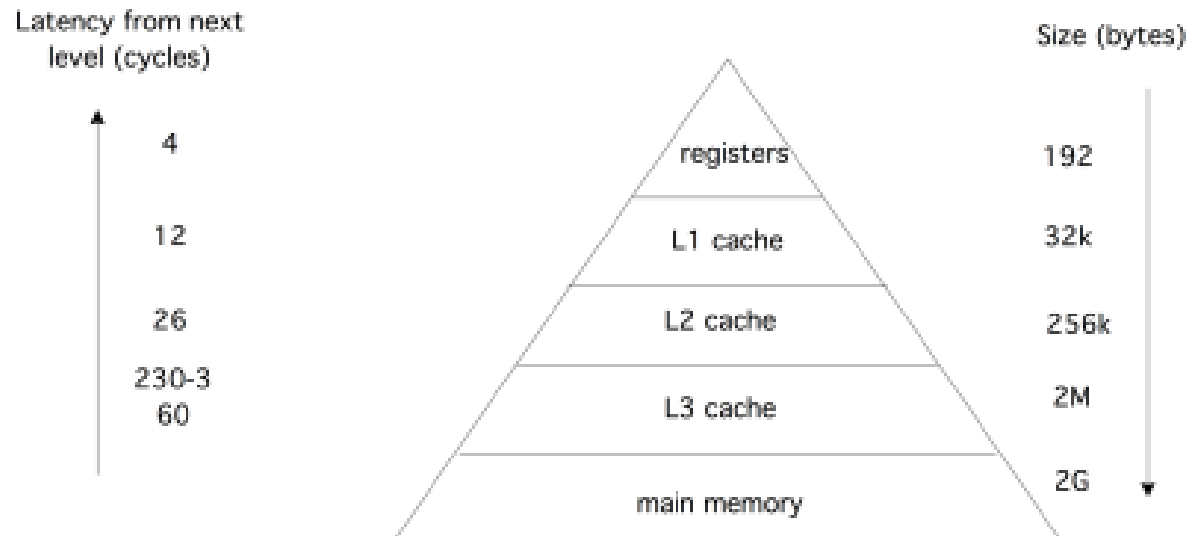 Latency from next
level (cycles)
Size (bytes)
4
registers
192
12
L1 cache
32k
26
L2 cache
256k
230-3
60
L3 cache
2M
main memory
2G